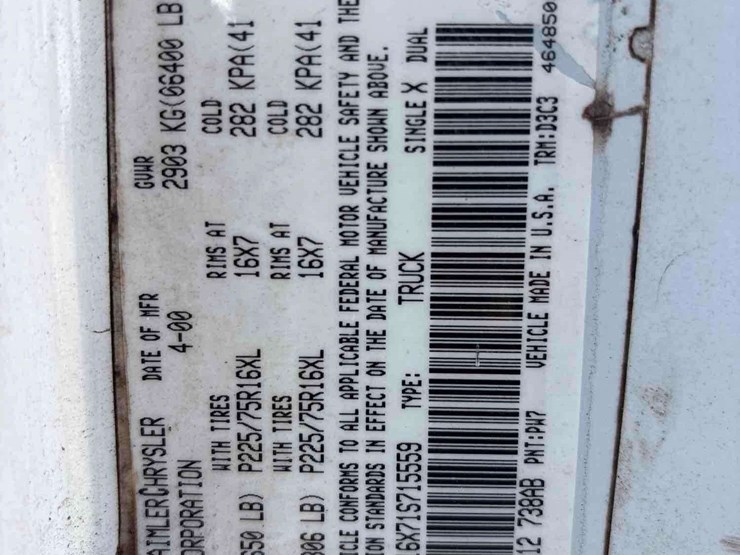 AIMLERCHRYSLER DATE OF MFR GVWR
ORPORATION 4-00 2903 KG(06400 LB
WITH TIRES RIMS AT COLD
650 LB) P225/75R16XL 16X7 282 KPA(41
WITH TIRES RIMS AT COLD
06 LB) P225/75R16XL 16X7 282 KPA(41
ICLE CONFORMS TO ALL APPLICABLE FEDERAL MOTOR VEHICLE SAFETY AND THE
ION STANDARDS IN EFFECT ON THE DATE OF MANUFACTURE SHOWN ABOVE.
6X71S715559 TYPE: TRUCK SINGLE X DUAL
12 738AB PNT:PW7 VEHICLE MADE IN U.S.A. TRM:D3C3 464850